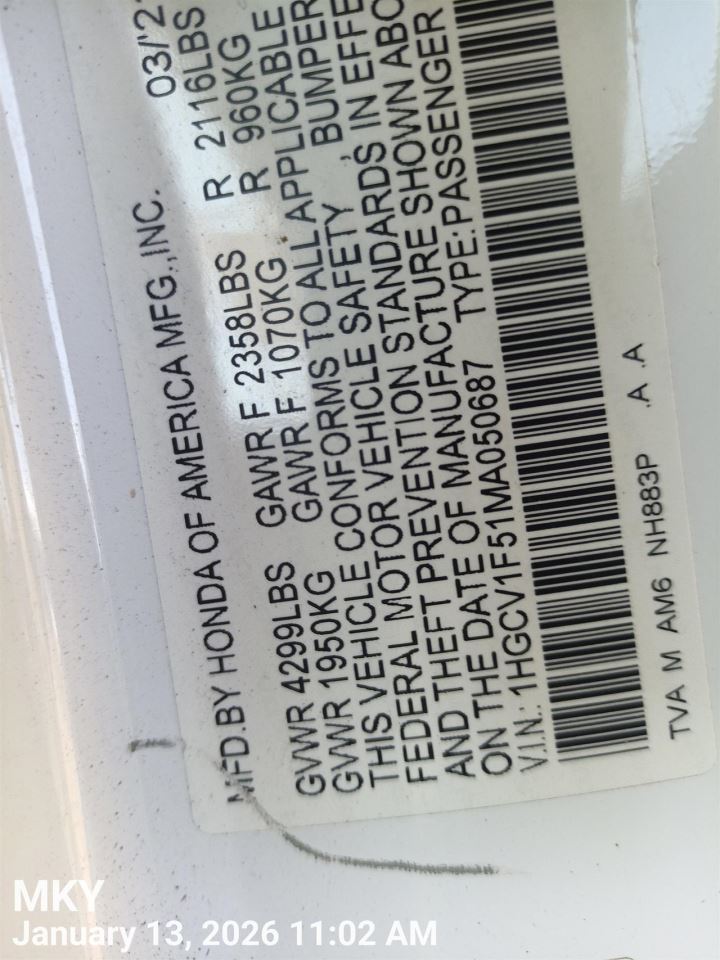 MFD.BY HONDA OF AMERICA MFG.,INC. 03/'2
GVWR 4299LBS GAWR F 2358LBS R 2116LBS
GVWR 1950KG GAWR F 1070KG R 960KG
THIS VEHICLE CONFORMS TO ALL APPLICABLE
FEDERAL MOTOR VEHICLE SAFETY, BUMPER
AND THEFT PREVENTION STANDARDS IN EFFE
ON THE DATE OF MANUFACTURE SHOWN ABO
V.I.N.: 1HGCV1F51MA050687 TYPE:PASSENGER
TVA M AM6 NH883P .A .A
MKY
January 13, 2026 11:02 AM